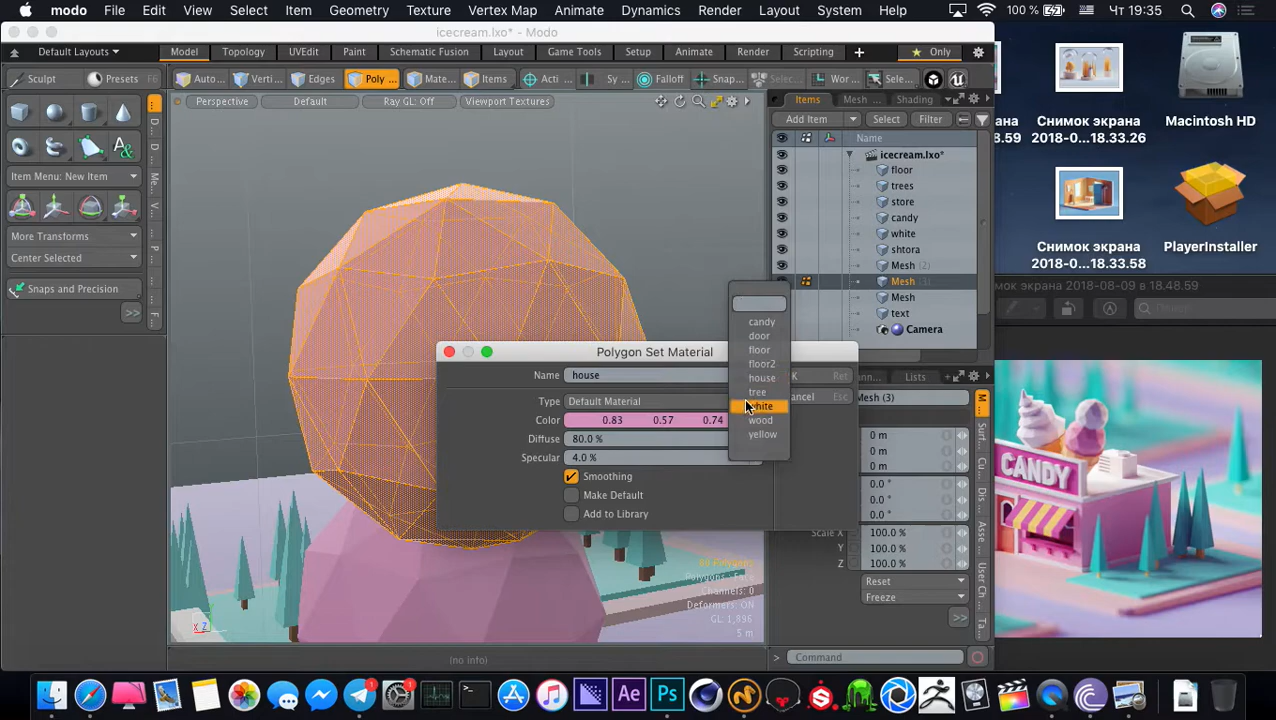 File Edit View Select Item Geometry Texture Vertex Map Animate Dynamics Render Layout System Help 100 % Чт 19:35
icecream.lxo* - Modo
Default Layouts Model Topology UVEdit Paint Schematic Fusion Layout Game Tools Setup Animate Render Scripting Only
Sculpt Presets F6 Auto... Verti... Edges Poly ... Mate... Items Acti ... Sy... Falloff Snap... Selec... Wor ... Sele...
Perspective Default Ray GL: Off Viewport Textures
Items Mesh ... Shading
Add Item Select Filter
Name
Item Menu: New Item
More Transforms
Center Selected
Snaps and Precision
>>
icecream.lxo*
floor
trees
store
candy
white
shtora
Mesh (2)
Mesh (3)
Mesh
text
Camera
Снимок экрана
2018-0...18.33.26
Macintosh HD
Снимок экрана
2018-0...18.33.58
PlayerInstaller
экрана 2018-08-09 в 18.48.59
Polygon Set Material
Name house
Type Default Material
Color 0.83 0.57 0.74
Diffuse 80.0 %
Specular 4.0 %
Smoothing
Make Default
Add to Library
candy
door
floor
floor2
house
tree
white
wood
yellow
Ret
Esc
Lists
Mesh (3)
0 m
0 m
0 m
0.0 °
0.0 °
0.0 °
Scale X 100.0 %
Y 100.0 %
Z 100.0 %
Reset
Freeze
>>
Polygons : Face
Channels: 0
Deformers: ON
GL: 1,896
5 m
(no info)
Command
CANDY